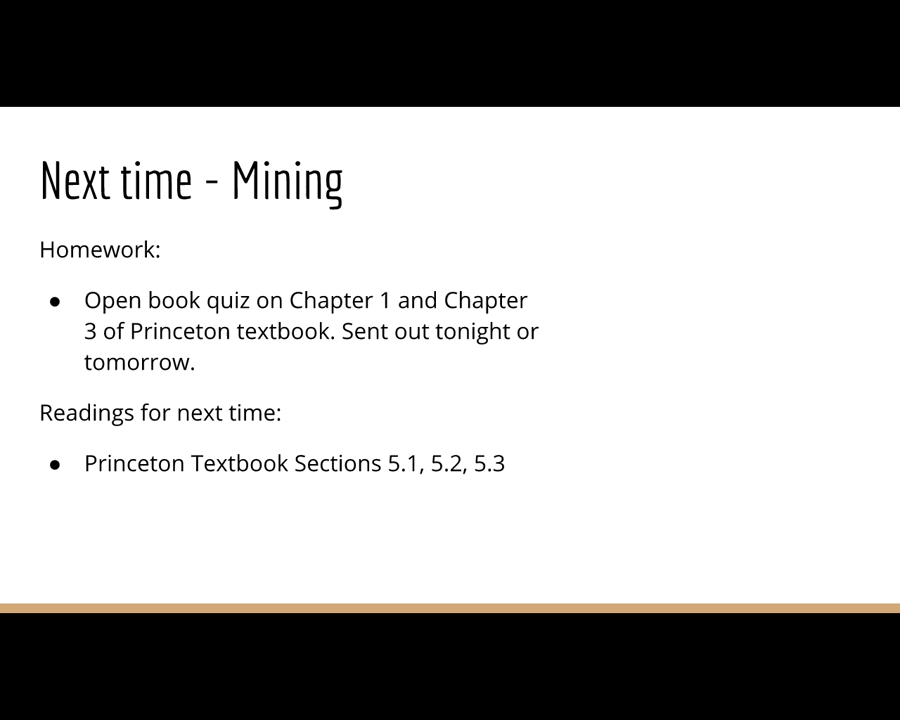 Next time - Mining
Homework:
● Open book quiz on Chapter 1 and Chapter
3 of Princeton textbook. Sent out tonight or
tomorrow.
Readings for next time:
● Princeton Textbook Sections 5.1, 5.2, 5.3